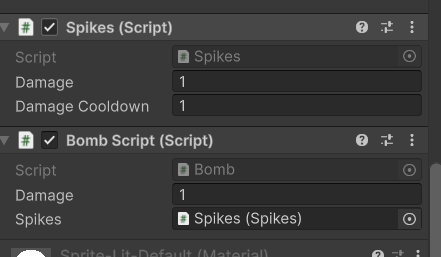 Spikes (Script)
Script Spikes
Damage 1
Damage Cooldown 1
Bomb Script (Script)
Script Bomb
Damage 1
Spikes Spikes (Spikes)
Sprite-Lit-Default (Material)